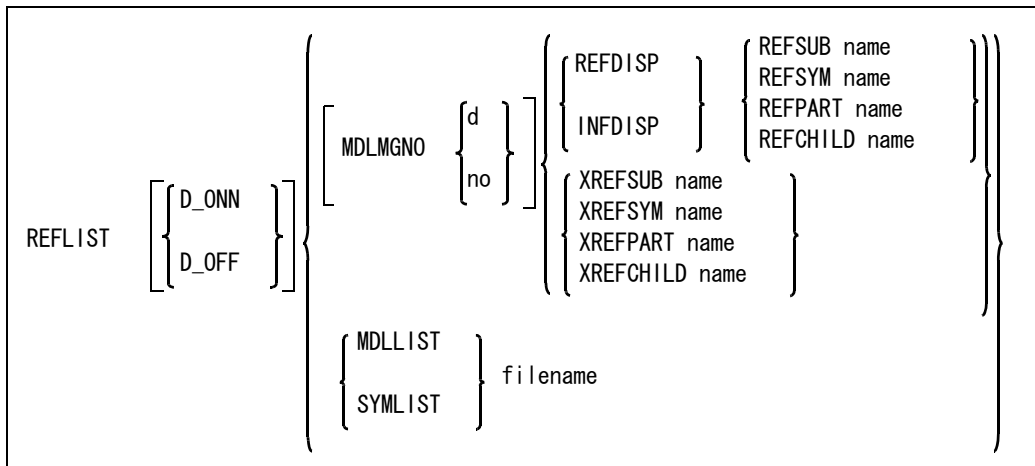 REFLIST
D_ONN
D_OFF
MDLMGNO
d
no
REFDISP
INFDISP
REFSUB name
REFSYM name
REFPART name
REFCHILD name
XREFSUB name
XREFSYM name
XREFPART name
XREFCHILD name
MDLLIST
SYMLIST
filename